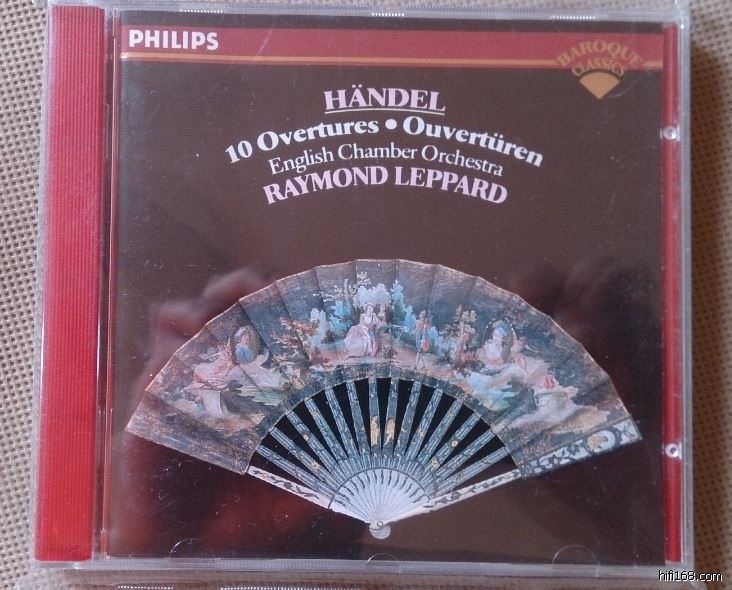 PHILIPS
BAROQUE
CLASSICS
HÄNDEL
10 Overtures • Ouvertüren
English Chamber Orchestra
RAYMOND LEPPARD
hifi168.com